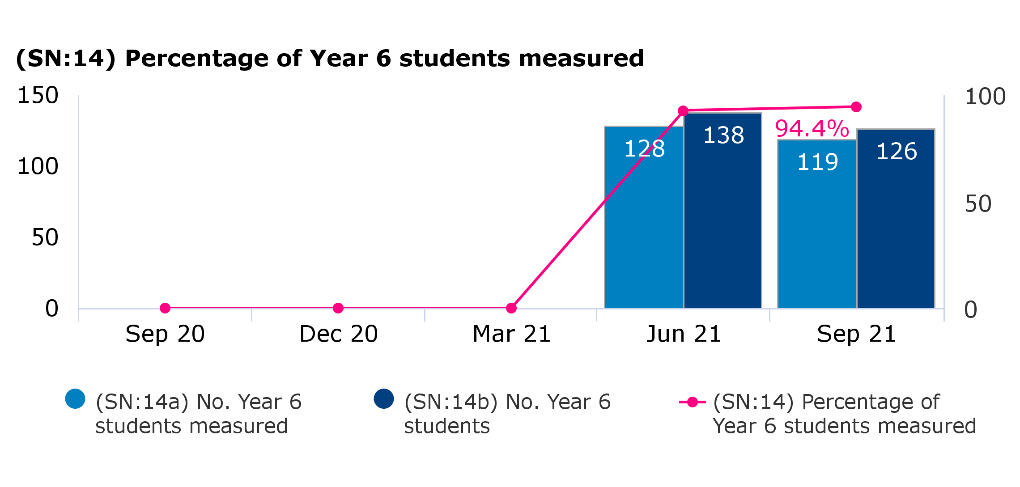 (SN:14) Percentage of Year 6 students measured
150
100
50
0
100
50
0
128
138
94.4%
119
126
Sep 20
Dec 20
Mar 21
Jun 21
Sep 21
(SN:14a) No. Year 6
students measured
(SN:14b) No. Year 6
students
(SN:14) Percentage of
Year 6 students measured